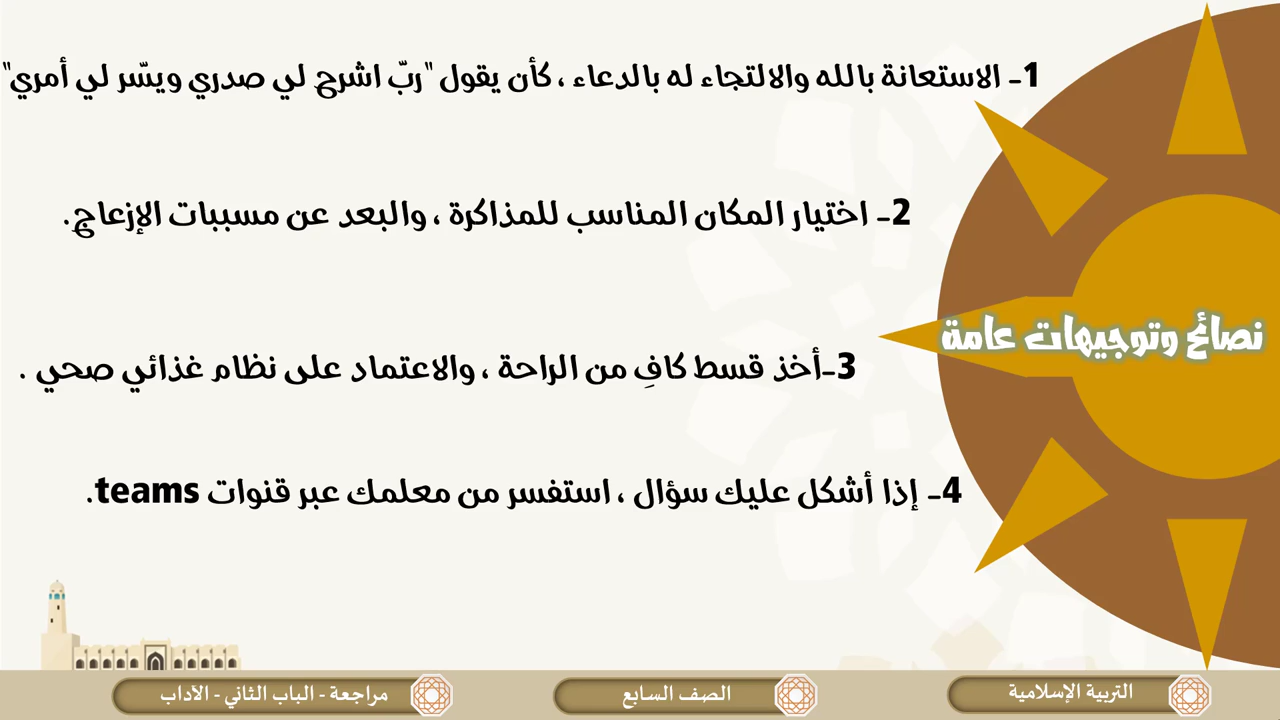 1- الاستعانة بالله والالتجاء له بالدعاء ، كأن يقول "ربّ اشرح لي صدري ويسّر لي أمري"
2- اختيار المكان المناسب للمذاكرة ، والبعد عن مسببات الإزعاج.
نصائح وتوجيهات عامة
3-أخذ قسط كافِ من الراحة ، والاعتماد على نظام غذائي صحي .
4- إذا أشكل عليك سؤال ، استفسر من معلمك عبر قنوات teams.
التربية الإسلامية
الصف السابع
مراجعة - الباب الثاني - الآداب